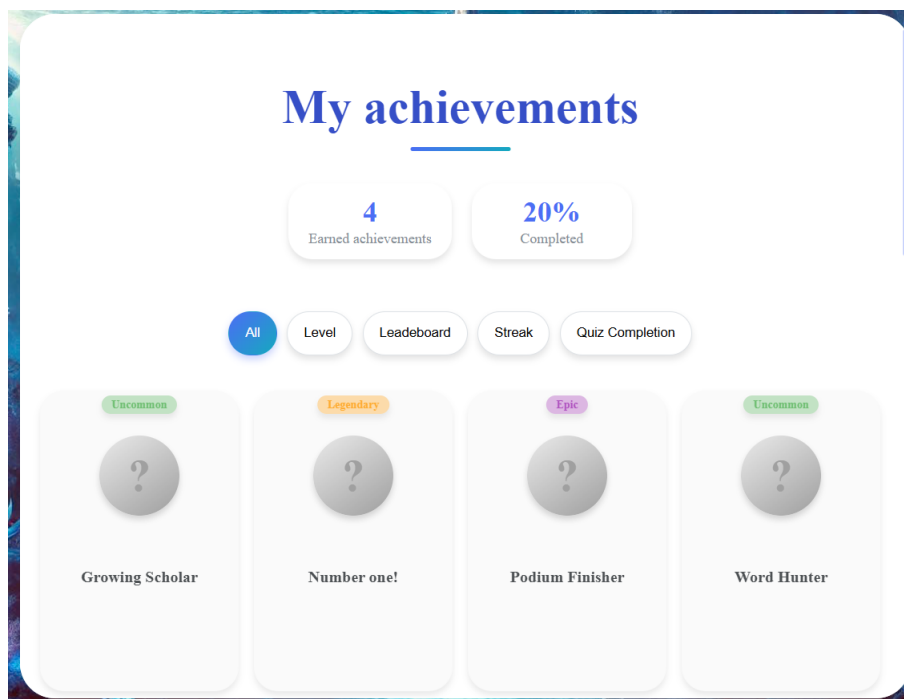 My achievements
4
Earned achievements
20%
Completed
All
Level
Leadeboard
Streak
Quiz Completion
Uncommon
Legendary
Epic
Uncommon
?
?
?
?
Growing Scholar
Number one!
Podium Finisher
Word Hunter